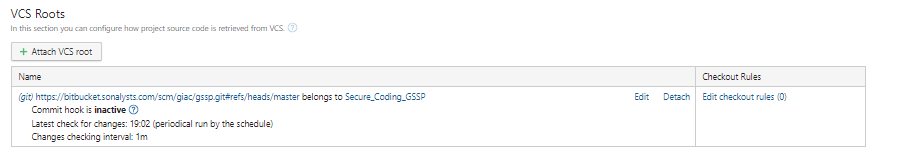 VCS Roots
In this section you can configure how project source code is retrieved from VCS. ?
+ Attach VCS root
Name Checkout Rules
(git) https://bitbucket.sonalysts.com/scm/giac/gssp.git#refs/heads/master belongs to Secure_Coding_GSSP Edit Detach Edit checkout rules (0)
Commit hook is inactive ?
Latest check for changes: 19:02 (periodical run by the schedule)
Changes checking interval: 1m